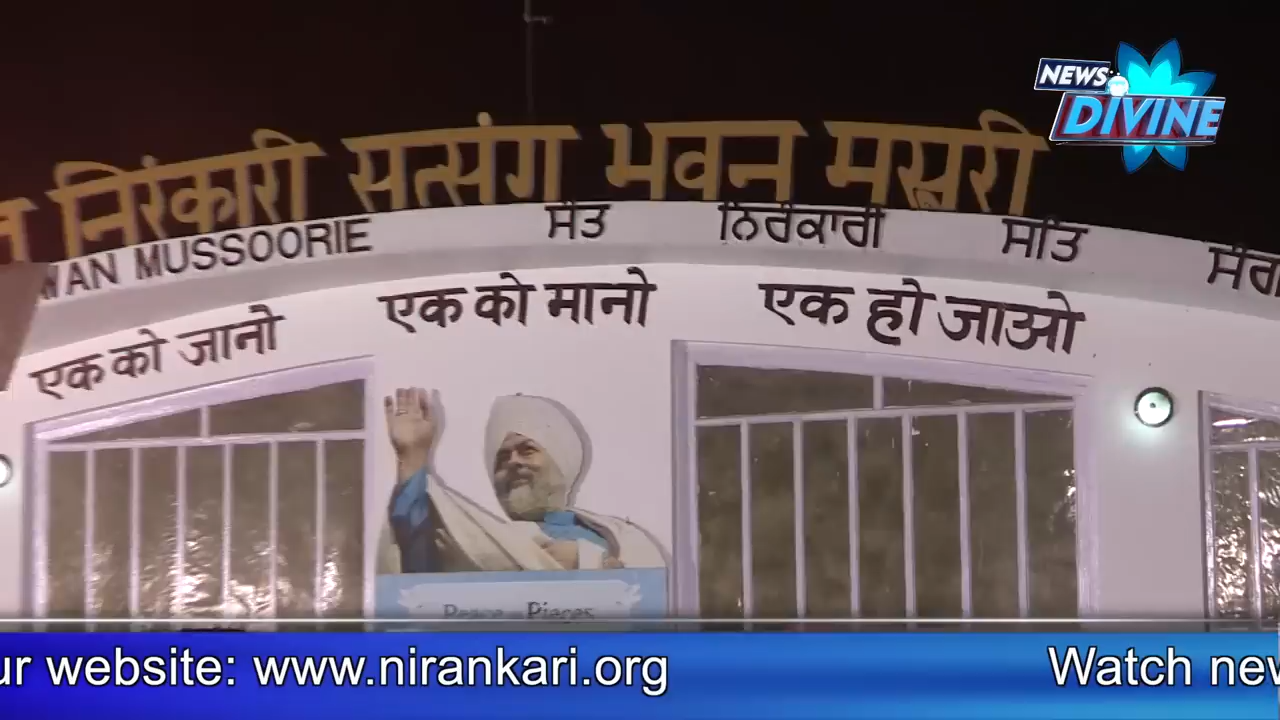 NEWS
DIVINE
निरंकारी सत्संग भवन मसूरी
WAN MUSSOORIE ਸੰਤ ਨਿਰੰਕਾਰੀ ਸਤਿ
एक को जानो एक को मानो एक हो जाओ
Peace Pieces
ur website: www.nirankari.org Watch new